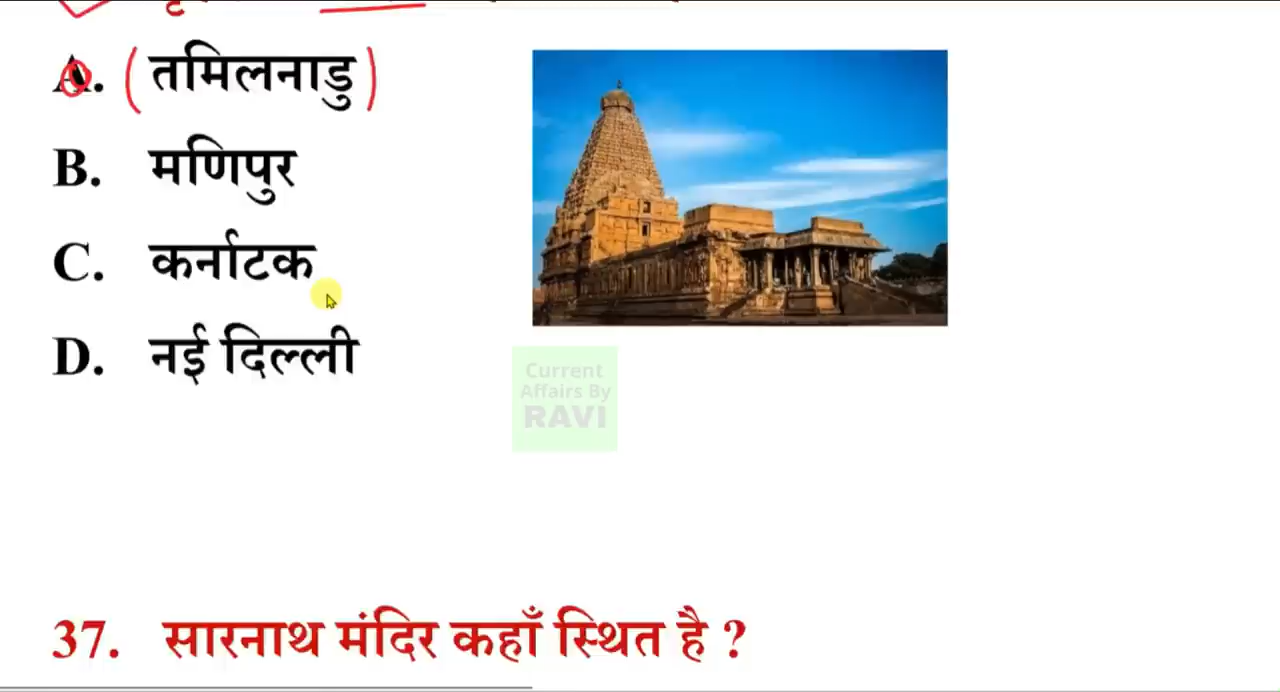 A. ( तमिलनाडु )
B. मणिपुर
C. कर्नाटक
D. नई दिल्ली
Current
Affairs By
RAVI
37. सारनाथ मंदिर कहाँ स्थित है ?